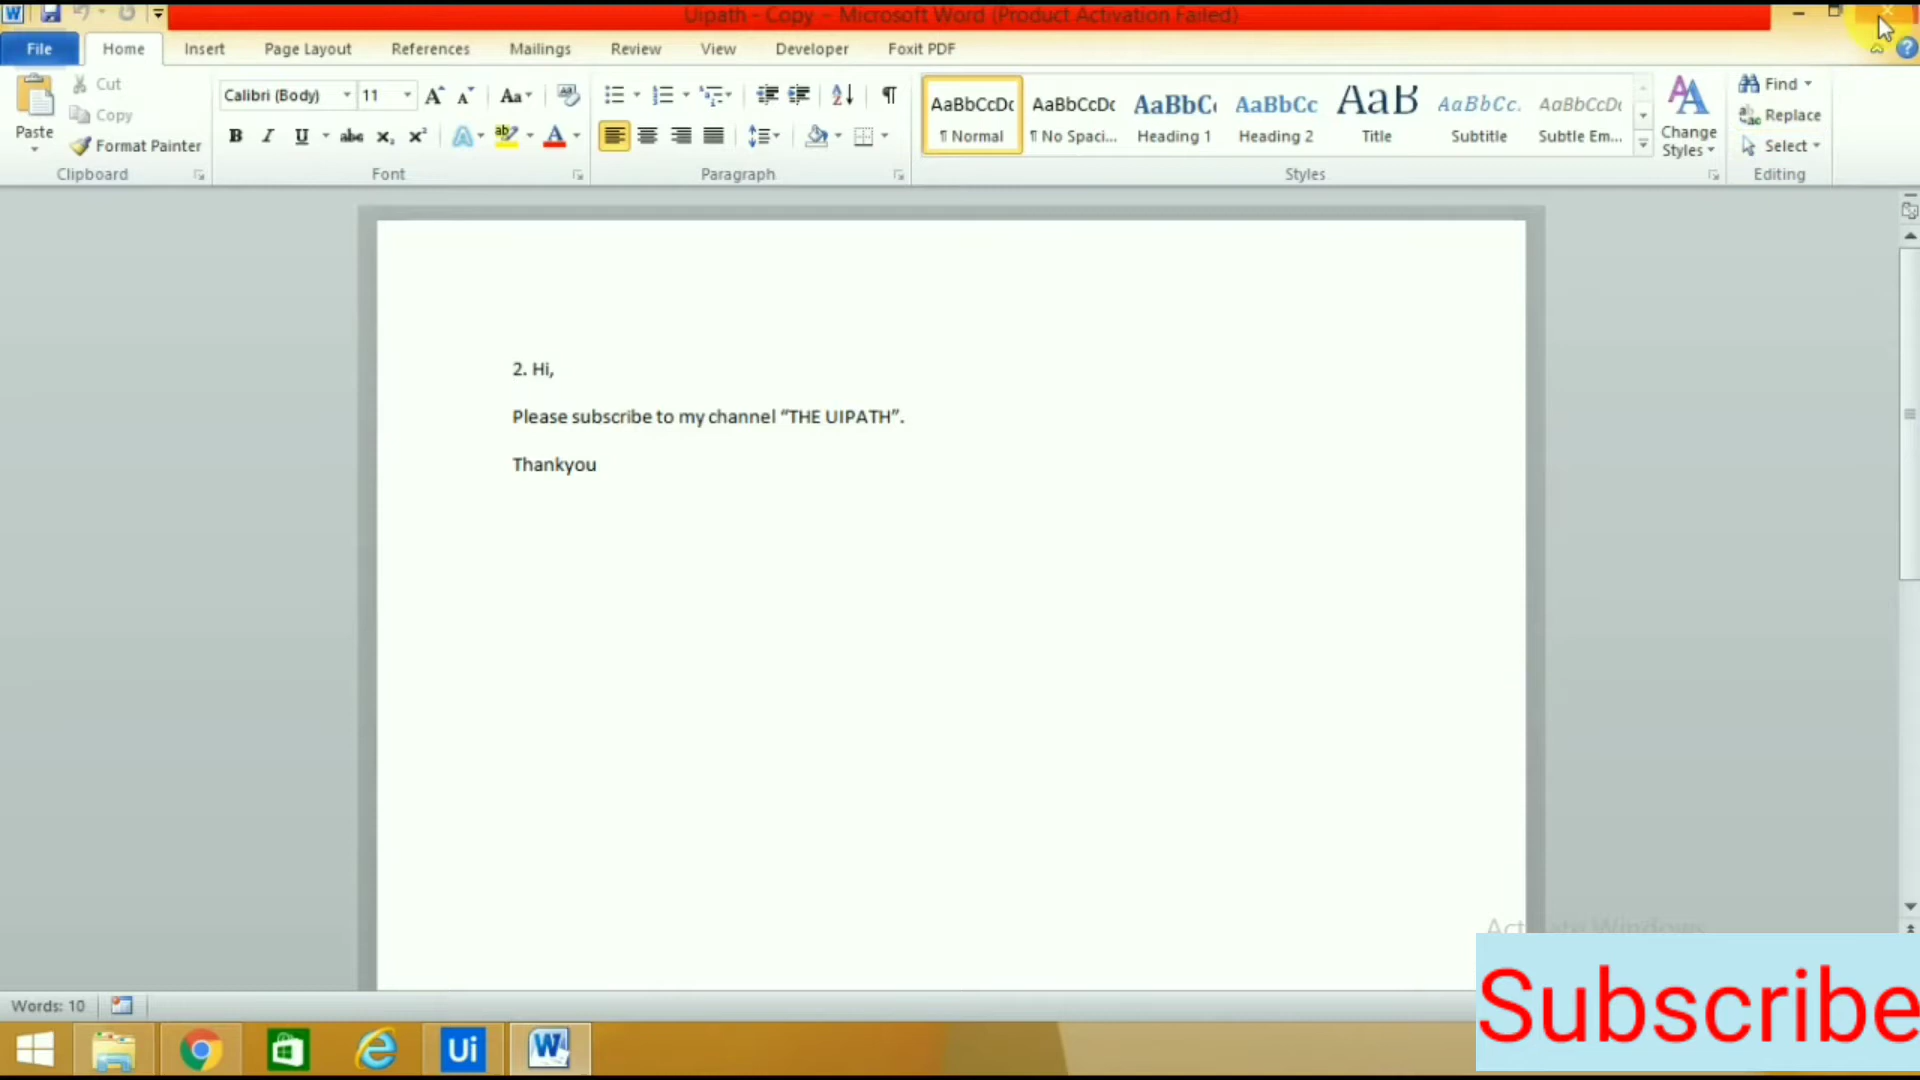 Uipath - Copy - Microsoft Word (Product Activation Failed)
File Home Insert Page Layout References Mailings Review View Developer Foxit PDF
Paste
Cut
Copy
Format Painter
Clipboard
Calibri (Body) 11
Font
Paragraph
AaBbCcDc AaBbCcDc AaBbC AaBbCc AaB AaBbCc. AaBbCcDc
¶ Normal ¶ No Spaci... Heading 1 Heading 2 Title Subtitle Subtle Em...
Change
Styles
Styles
Find
Replace
Select
Editing
2. Hi,
Please subscribe to my channel “THE UIPATH”.
Thankyou
Activate Windows
Words: 10
Subscribe
Ui